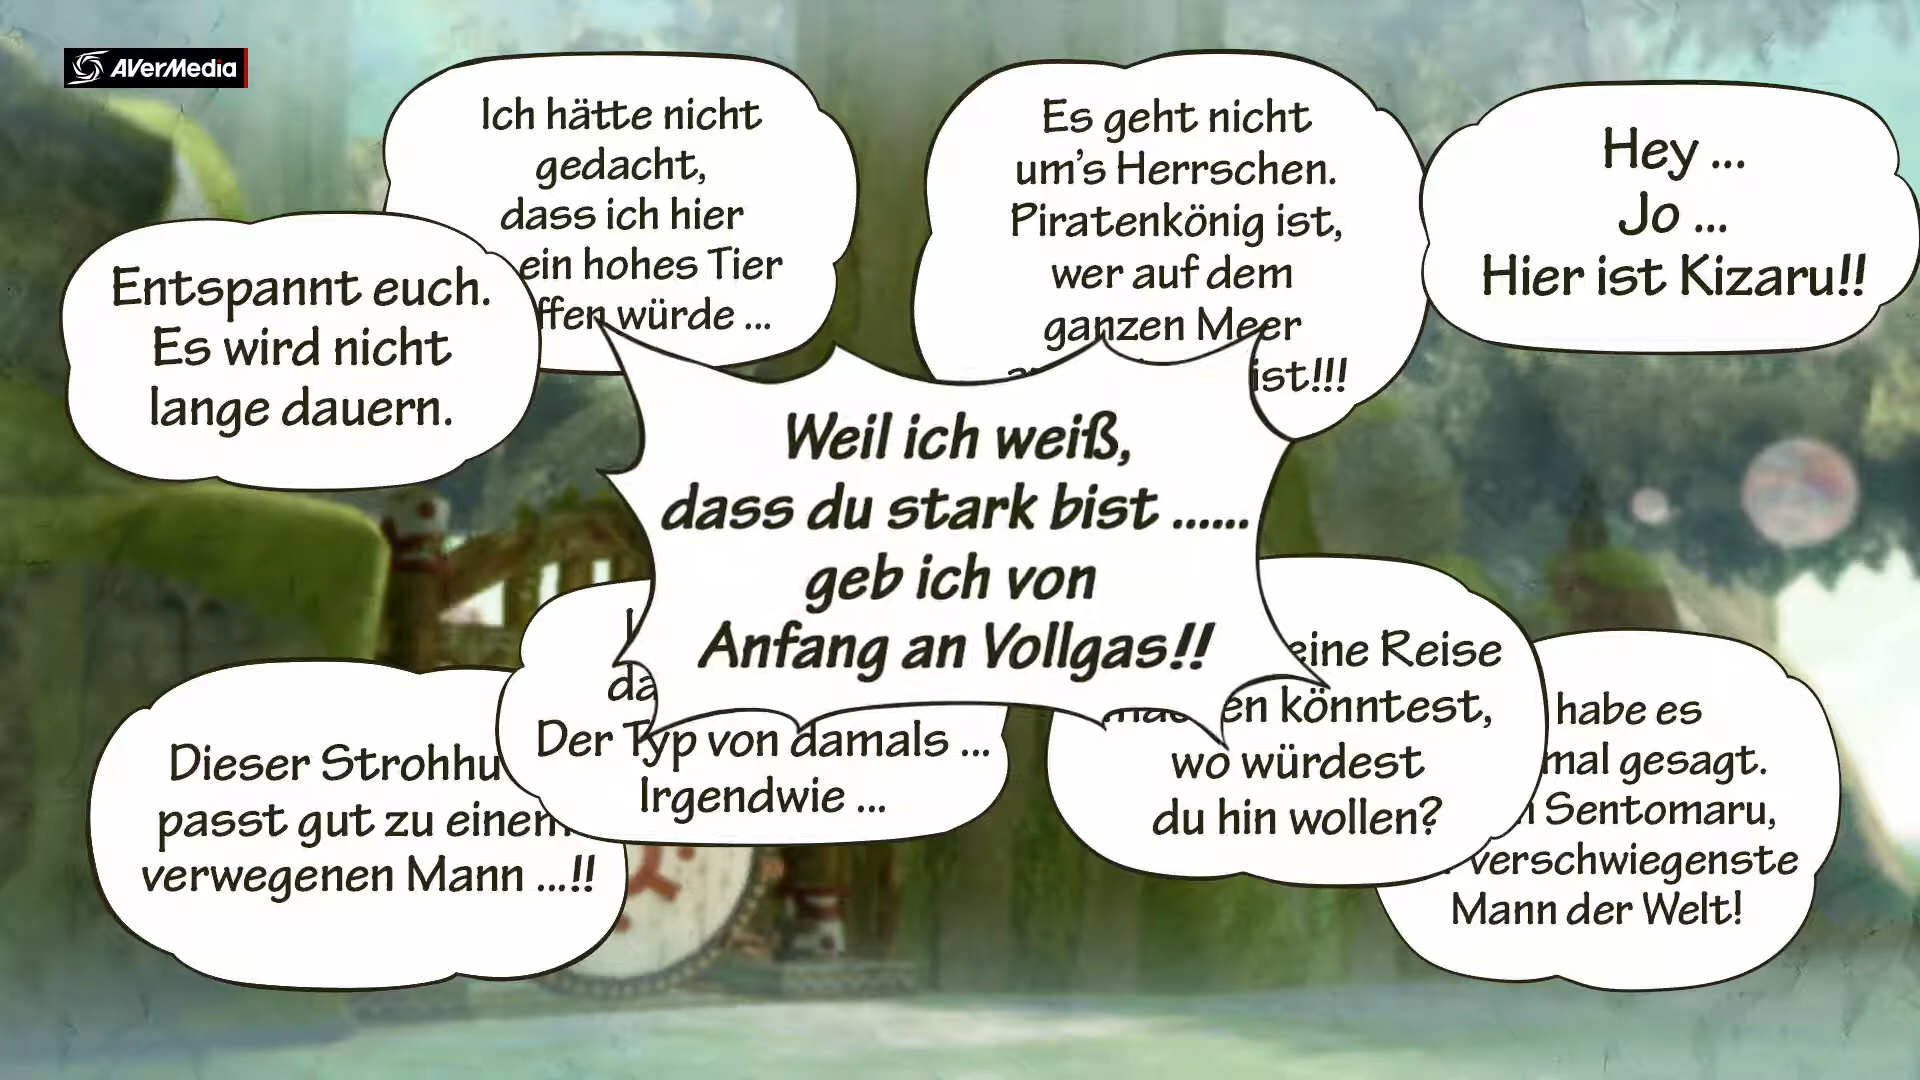 AVerMedia
Ich hätte nicht
gedacht,
dass ich hier
ein hohes Tier
würde ...
Es geht nicht
um's Herrschen.
Piratenkönig ist,
wer auf dem
ganzen Meer
ist!!!
Hey ...
Jo ...
Hier ist Kizaru!!
Entspannt euch.
Es wird nicht
lange dauern.
Weil ich weiß,
dass du stark bist ......
geb ich von
Anfang an Vollgas!!
Dieser
passt gut zu einem
verwegenen Mann ...!!
Der Typ von damals ...
Irgendwie ...
Reise
könntest,
wo würdest
du hin wollen?
habe es
gesagt.
Sentomaru,
verschwiegenste
Mann der Welt!